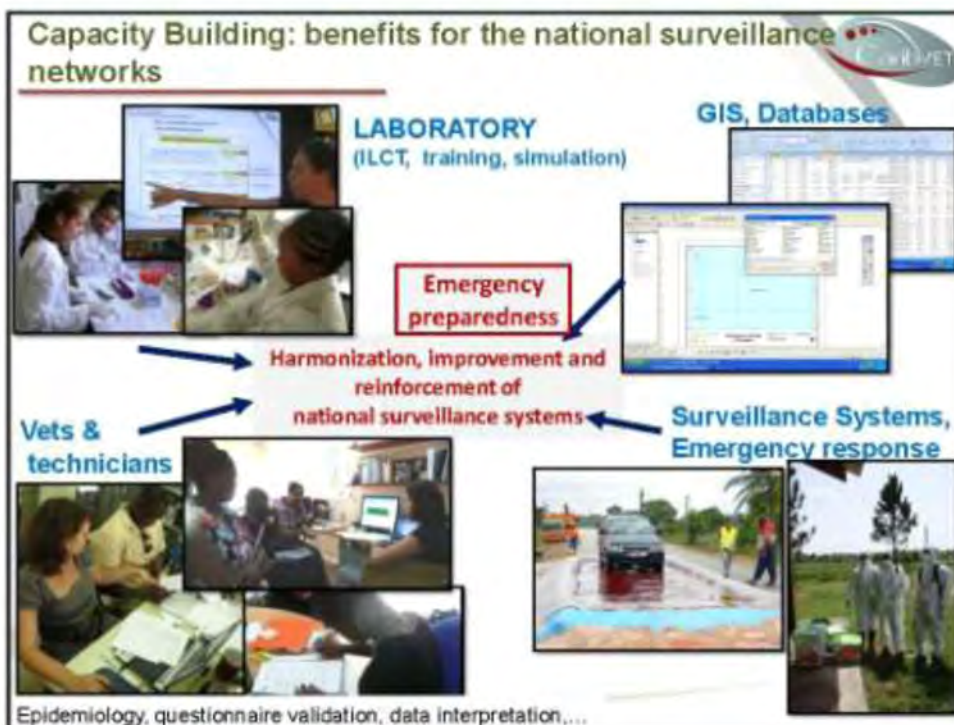 Capacity Building: benefits for the national surveillance
networks
CaribVET
LABORATORY
(ILCT, training, simulation)
GIS, Databases
Emergency
preparedness
Harmonization, improvement and
reinforcement of
national surveillance systems
Vets &
technicians
Surveillance Systems,
Emergency response
Epidemiology, questionnaire validation, data interpretation,...